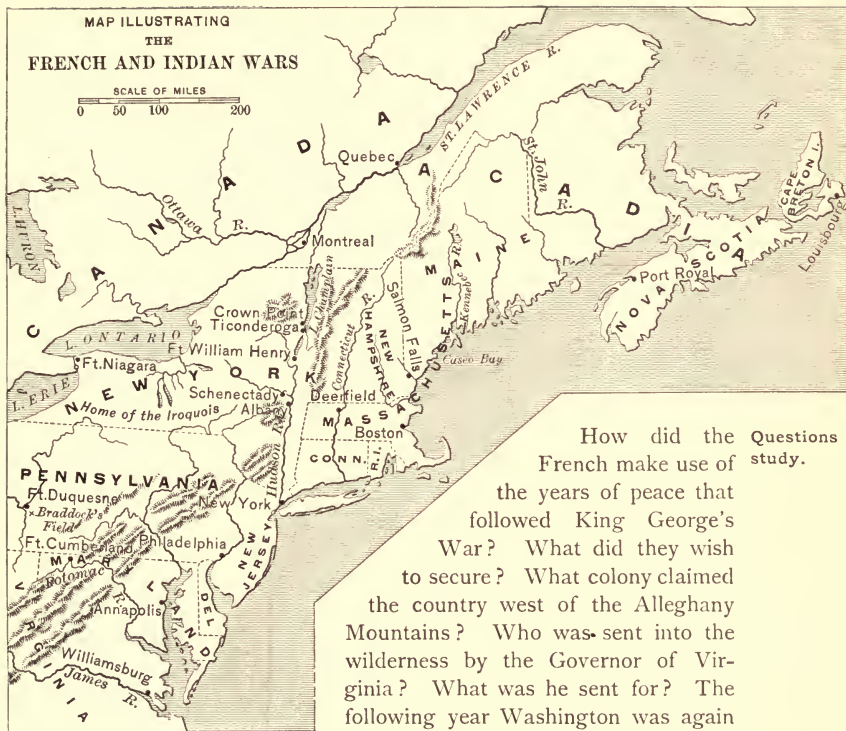 MAP ILLUSTRATING
THE
FRENCH AND INDIAN WARS
SCALE OF MILES
0 50 100 200
CANADA
ACADIA
ST. LAWRENCE R.
Quebec
St. John
R.
CAPE
BRETON I.
Louisbourg
Ottawa
R.
Montreal
L. HURON
NOVA SCOTIA
Port Royal
MAINE
Kennebec R.
Crown Point
Ticonderoga
L. Champlain
Salmon Falls
L. ONTARIO
Ft. William Henry
Connecticut
R.
NEW
HAMPSHIRE
Casco Bay
Ft. Niagara
L. ERIE
NEW YORK
Schenectady
Deerfield
Home of the Iroquois
Albany
MASSACHUSETTS
Boston
Hudson R.
CONN.
R.I.
PENNSYLVANIA
Ft. Duquesne
New York
Braddock's
Field
Ft. Cumberland
Philadelphia
NEW
JERSEY
MARYLAND
Potomac
R.
DEL
Annapolis
VIRGINIA
Williamsburg
James R.
How did the
French make use of
the years of peace that
followed King George's
War? What did they wish
to secure? What colony claimed
the country west of the Alleghany
Mountains? Who was sent into the
wilderness by the Governor of Vir-
ginia? What was he sent for? The
following year Washington was again
Questions
study.